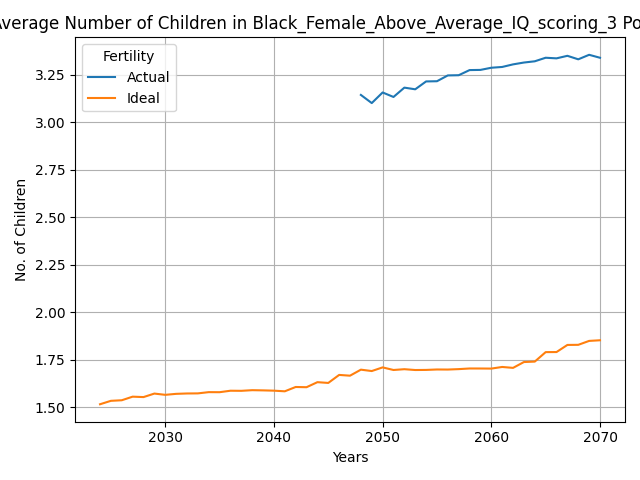 Average Number of Children in Black_Female_Above_Average_IQ_scoring_3 Po
Fertility
Actual
Ideal
3.25
3.00
2.75
2.50
2.25
2.00
1.75
1.50
No. of Children
2030 2040 2050 2060 2070
Years